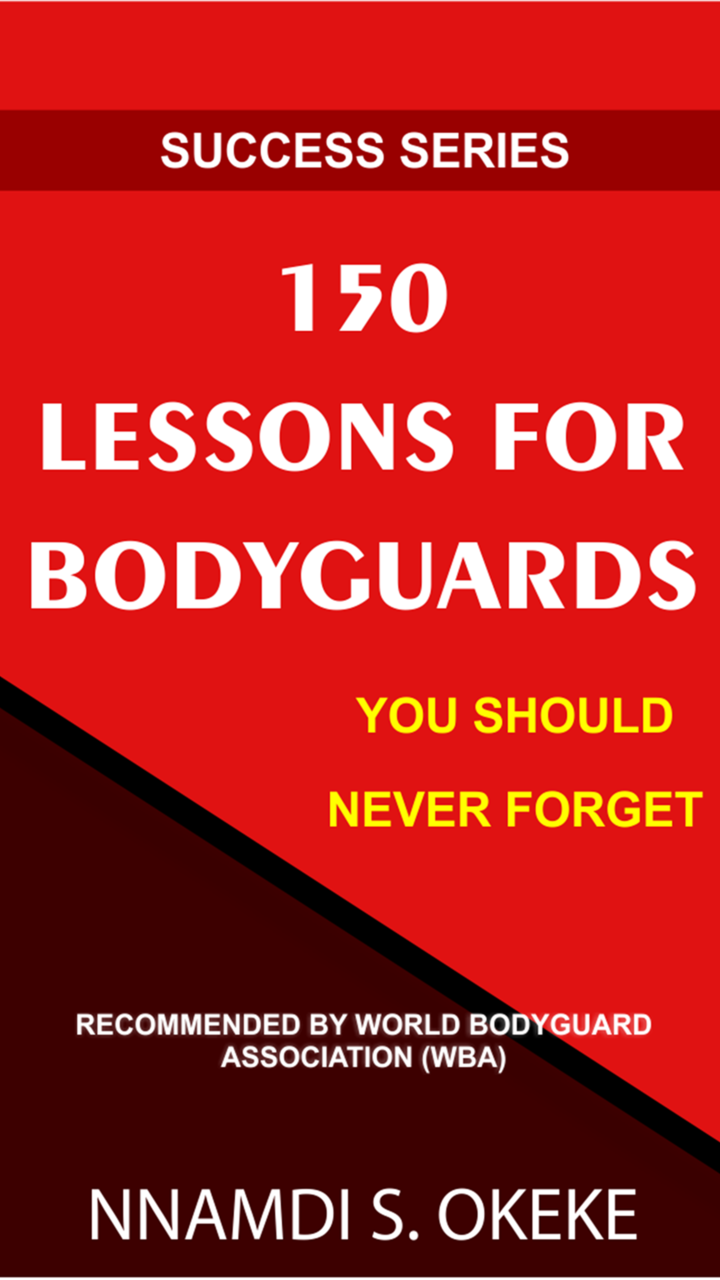 SUCCESS SERIES
150
LESSONS FOR
BODYGUARDS
YOU SHOULD
NEVER FORGET
RECOMMENDED BY WORLD BODYGUARD
ASSOCIATION (WBA)
NNAMDI S. OKEKE